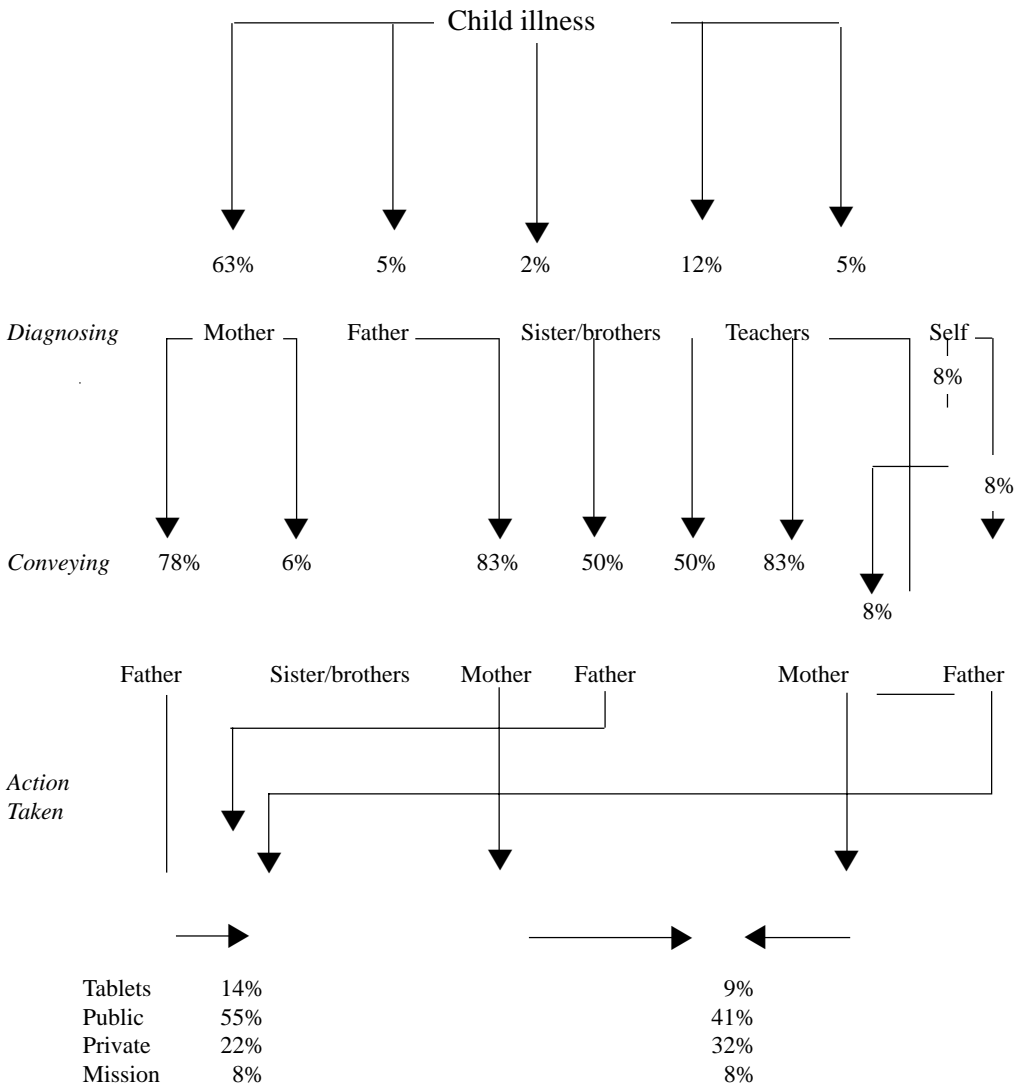 Child illness
63% 5% 2% 12% 5%
Diagnosing Mother Father Sister/brothers Teachers Self
8%
8%
Conveying 78% 6% 83% 50% 50% 83%
8%
Father Sister/brothers Mother Father Mother Father
Action
Taken
Tablets 14% 9%
Public 55% 41%
Private 22% 32%
Mission 8% 8%